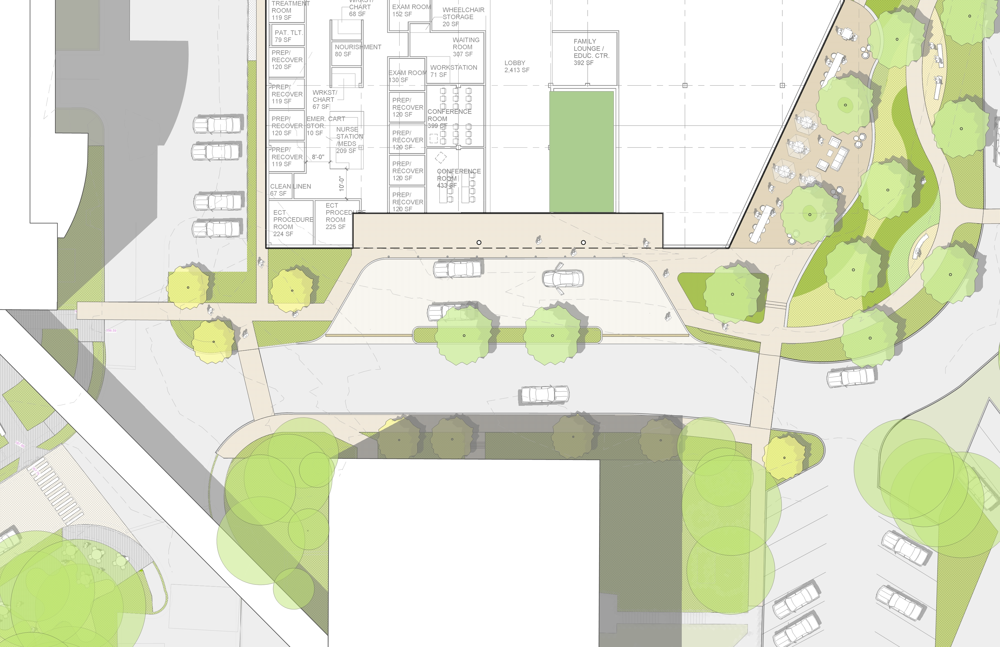 TREATMENT
ROOM
119 SF
PAT. TLT.
79 SF
PREP/
RECOVER
120 SF
PREP/
RECOVER
119 SF
PREP/
RECOVER
120 SF
PREP/
RECOVER
119 SF
CLEAN LINEN
67 SF
ECT
PROCEDURE
ROOM
224 SF
ECT
PROCEDURE
ROOM
225 SF
WRKST/
CHART
68 SF
NOURISHMENT
80 SF
WRKST/
CHART
67 SF
EMER. CART
STOR.
10 SF
NURSE
STATION
/MEDS
209 SF
8'-0"
10'-0"
EXAM ROOM
152 SF
WHEELCHAIR
STORAGE
20 SF
WAITING
ROOM
307 SF
EXAM ROOM
130 SF
WORKSTATION
71 SF
PREP/
RECOVER
120 SF
PREP/
RECOVER
120 SF
PREP/
RECOVER
120 SF
PREP/
RECOVER
120 SF
CONFERENCE
ROOM
399 SF
CONFERENCE
ROOM
433 SF
LOBBY
2,413 SF
FAMILY
LOUNGE /
EDUC. CTR.
392 SF
388.59
387.88
387.75